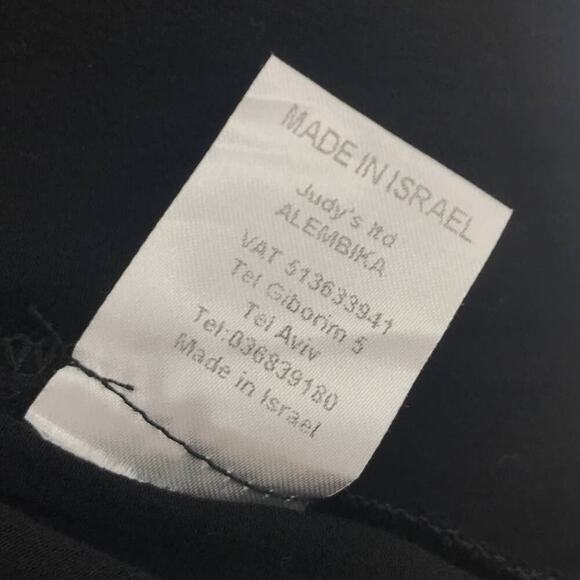 MADE IN ISRAEL
Judy's ltd
ALEMBIKA
VAT 513633941
Tel Giborim 5
Tel Aviv
Tel:036839180
Made in Israel